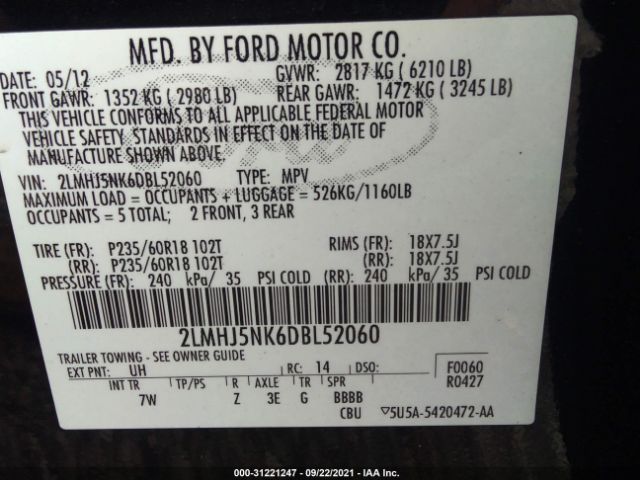 MFD. BY FORD MOTOR CO.
DATE: 05/12 GVWR: 2817 KG ( 6210 LB)
FRONT GAWR: 1352 KG ( 2980 LB) REAR GAWR: 1472 KG ( 3245 LB)
THIS VEHICLE CONFORMS TO ALL APPLICABLE FEDERAL MOTOR
VEHICLE SAFETY STANDARDS IN EFFECT ON THE DATE OF
MANUFACTURE SHOWN ABOVE.
VIN: 2LMHJ5NK6DBL52060 TYPE: MPV
MAXIMUM LOAD = OCCUPANTS + LUGGAGE = 526KG/1160LB
OCCUPANTS = 5 TOTAL; 2 FRONT, 3 REAR
TIRE (FR): P235/60R18 102T RIMS (FR): 18X7.5J
(RR): P235/60R18 102T (RR): 18X7.5J
PRESSURE (FR): 240 kPa/ 35 PSI COLD (RR): 240 kPa/ 35 PSI COLD
2LMHJ5NK6DBL52060
TRAILER TOWING - SEE OWNER GUIDE
EXT PNT: UH RC: 14 DSO: F0060
INT TR TP/PS R AXLE TR SPR R0427
7W Z 3E G BBBB
CBU ▽5U5A-5420472-AA
000-31221247 - 09/22/2021 - IAA Inc.